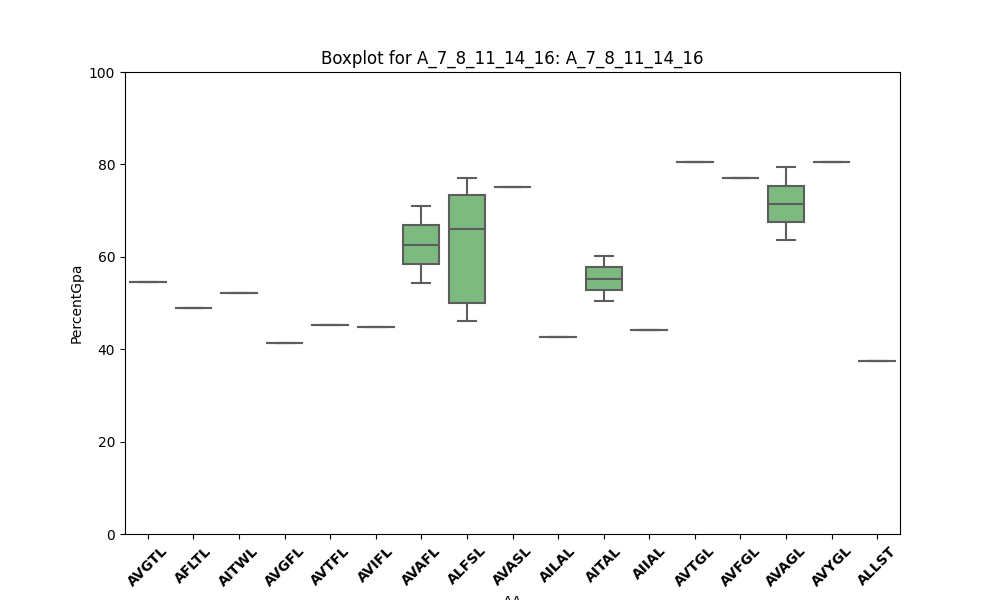 Boxplot for A_7_8_11_14_16: A_7_8_11_14_16
100
80
60
40
20
0
PercentGpa
AVGTL
AFLTL
AITWL
AVGFL
AVTFL
AVIFL
AVAFL
ALFSL
AVASL
AILAL
AITAL
AIIAL
AVTGL
AVFGL
AVAGL
AVYGL
ALLST
AA